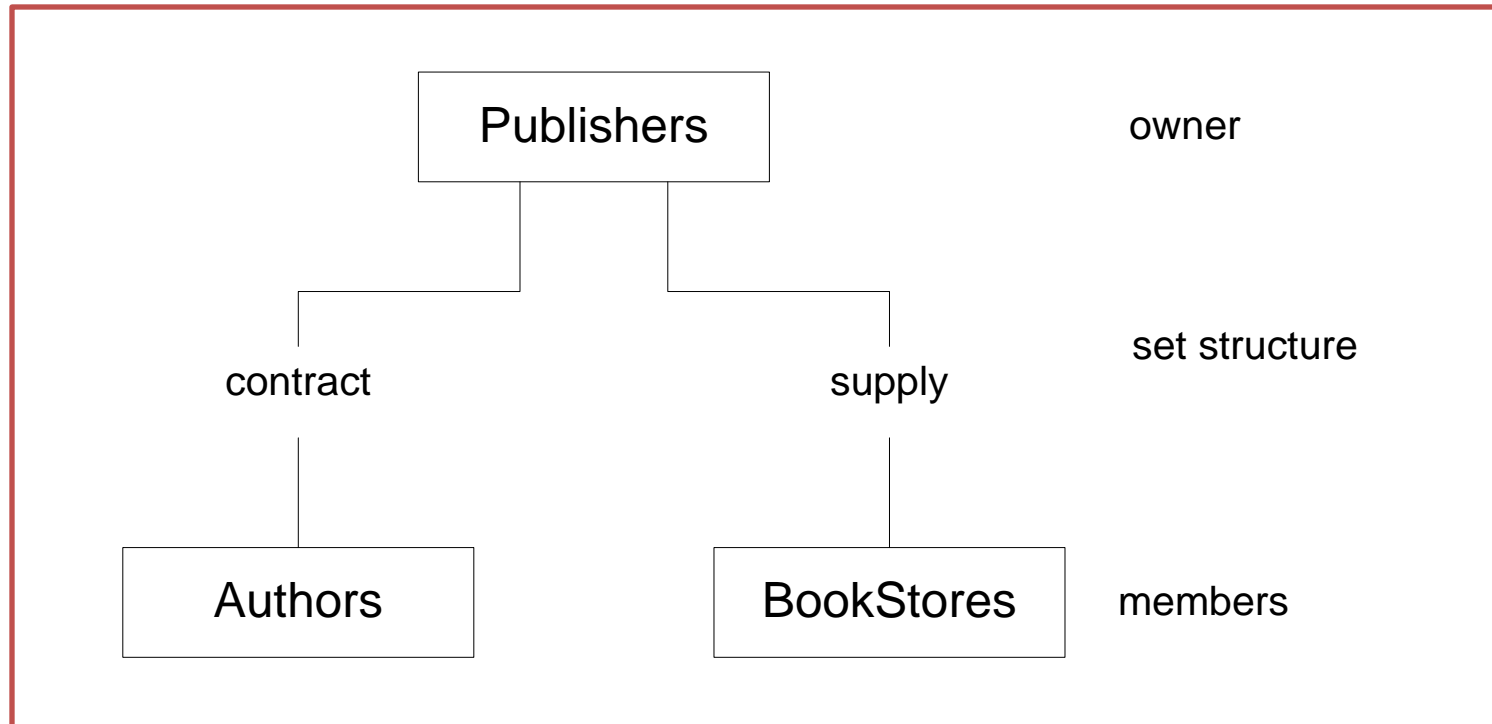 Publishers
owner
set structure
contract
supply
Authors
BookStores
members